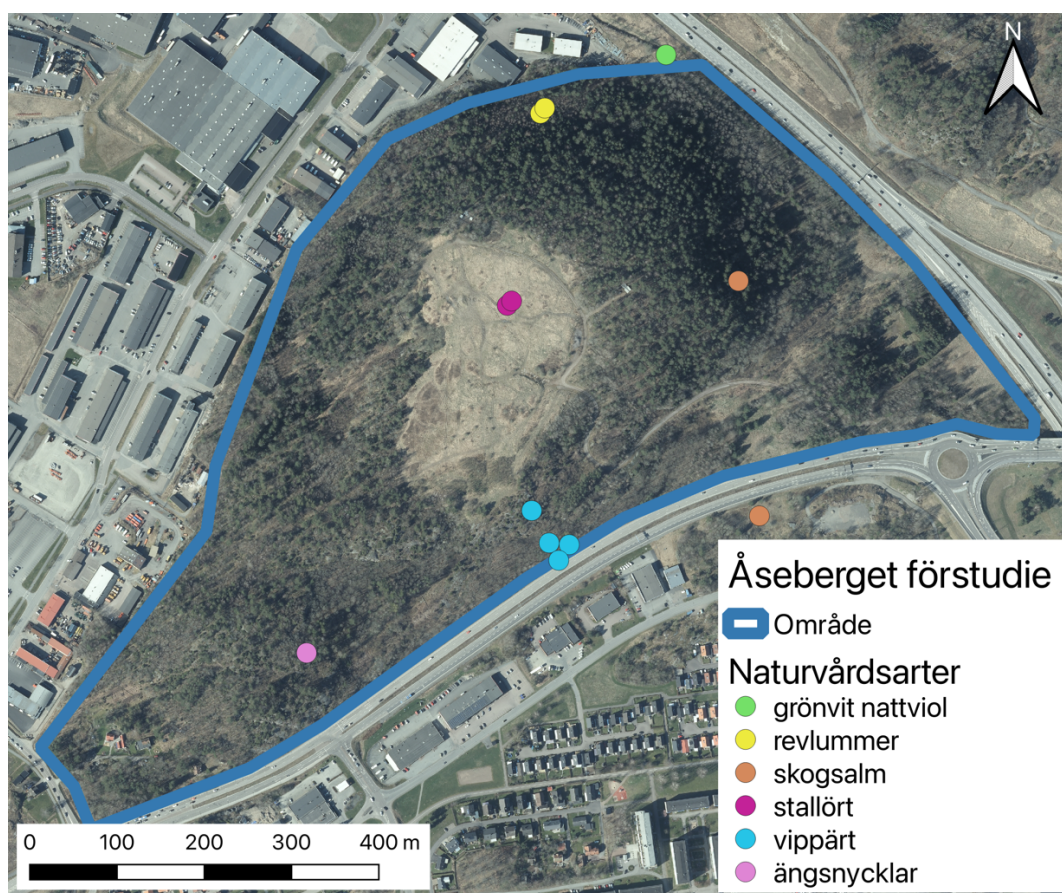 N
Åseberget förstudie
Område
Naturvårdsarter
grönvit nattviol
revlummer
skogsalm
stallört
vippärt
ängsnycklar
0 100 200 300 400 m